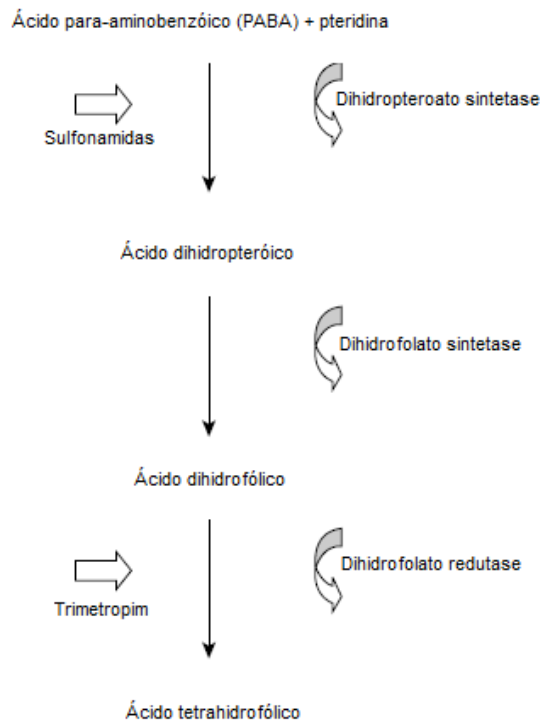 Ácido para-aminobenzóico (PABA) + pteridina
Dihidropteroato sintetase
Sulfonamidas
Ácido dihidropteróico
Dihidrofolato sintetase
Ácido dihidrofólico
Dihidrofolato redutase
Trimetropim
Ácido tetrahidrofólico